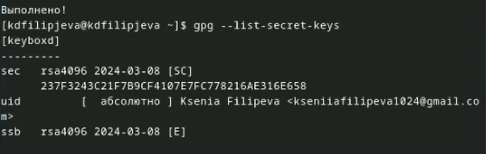 Выполнено!
[kdfilipjeva@kdfilipjeva ~]$ gpg --list-secret-keys
[keyboxd]
---------
sec   rsa4096 2024-03-08 [SC]
      237F3243C21F7B9CF4107E7FC778216AE316E658
uid         [  абсолютно ] Ksenia Filipeva <kseniiafilipeva1024@gmail.co
m>
ssb   rsa4096 2024-03-08 [E]